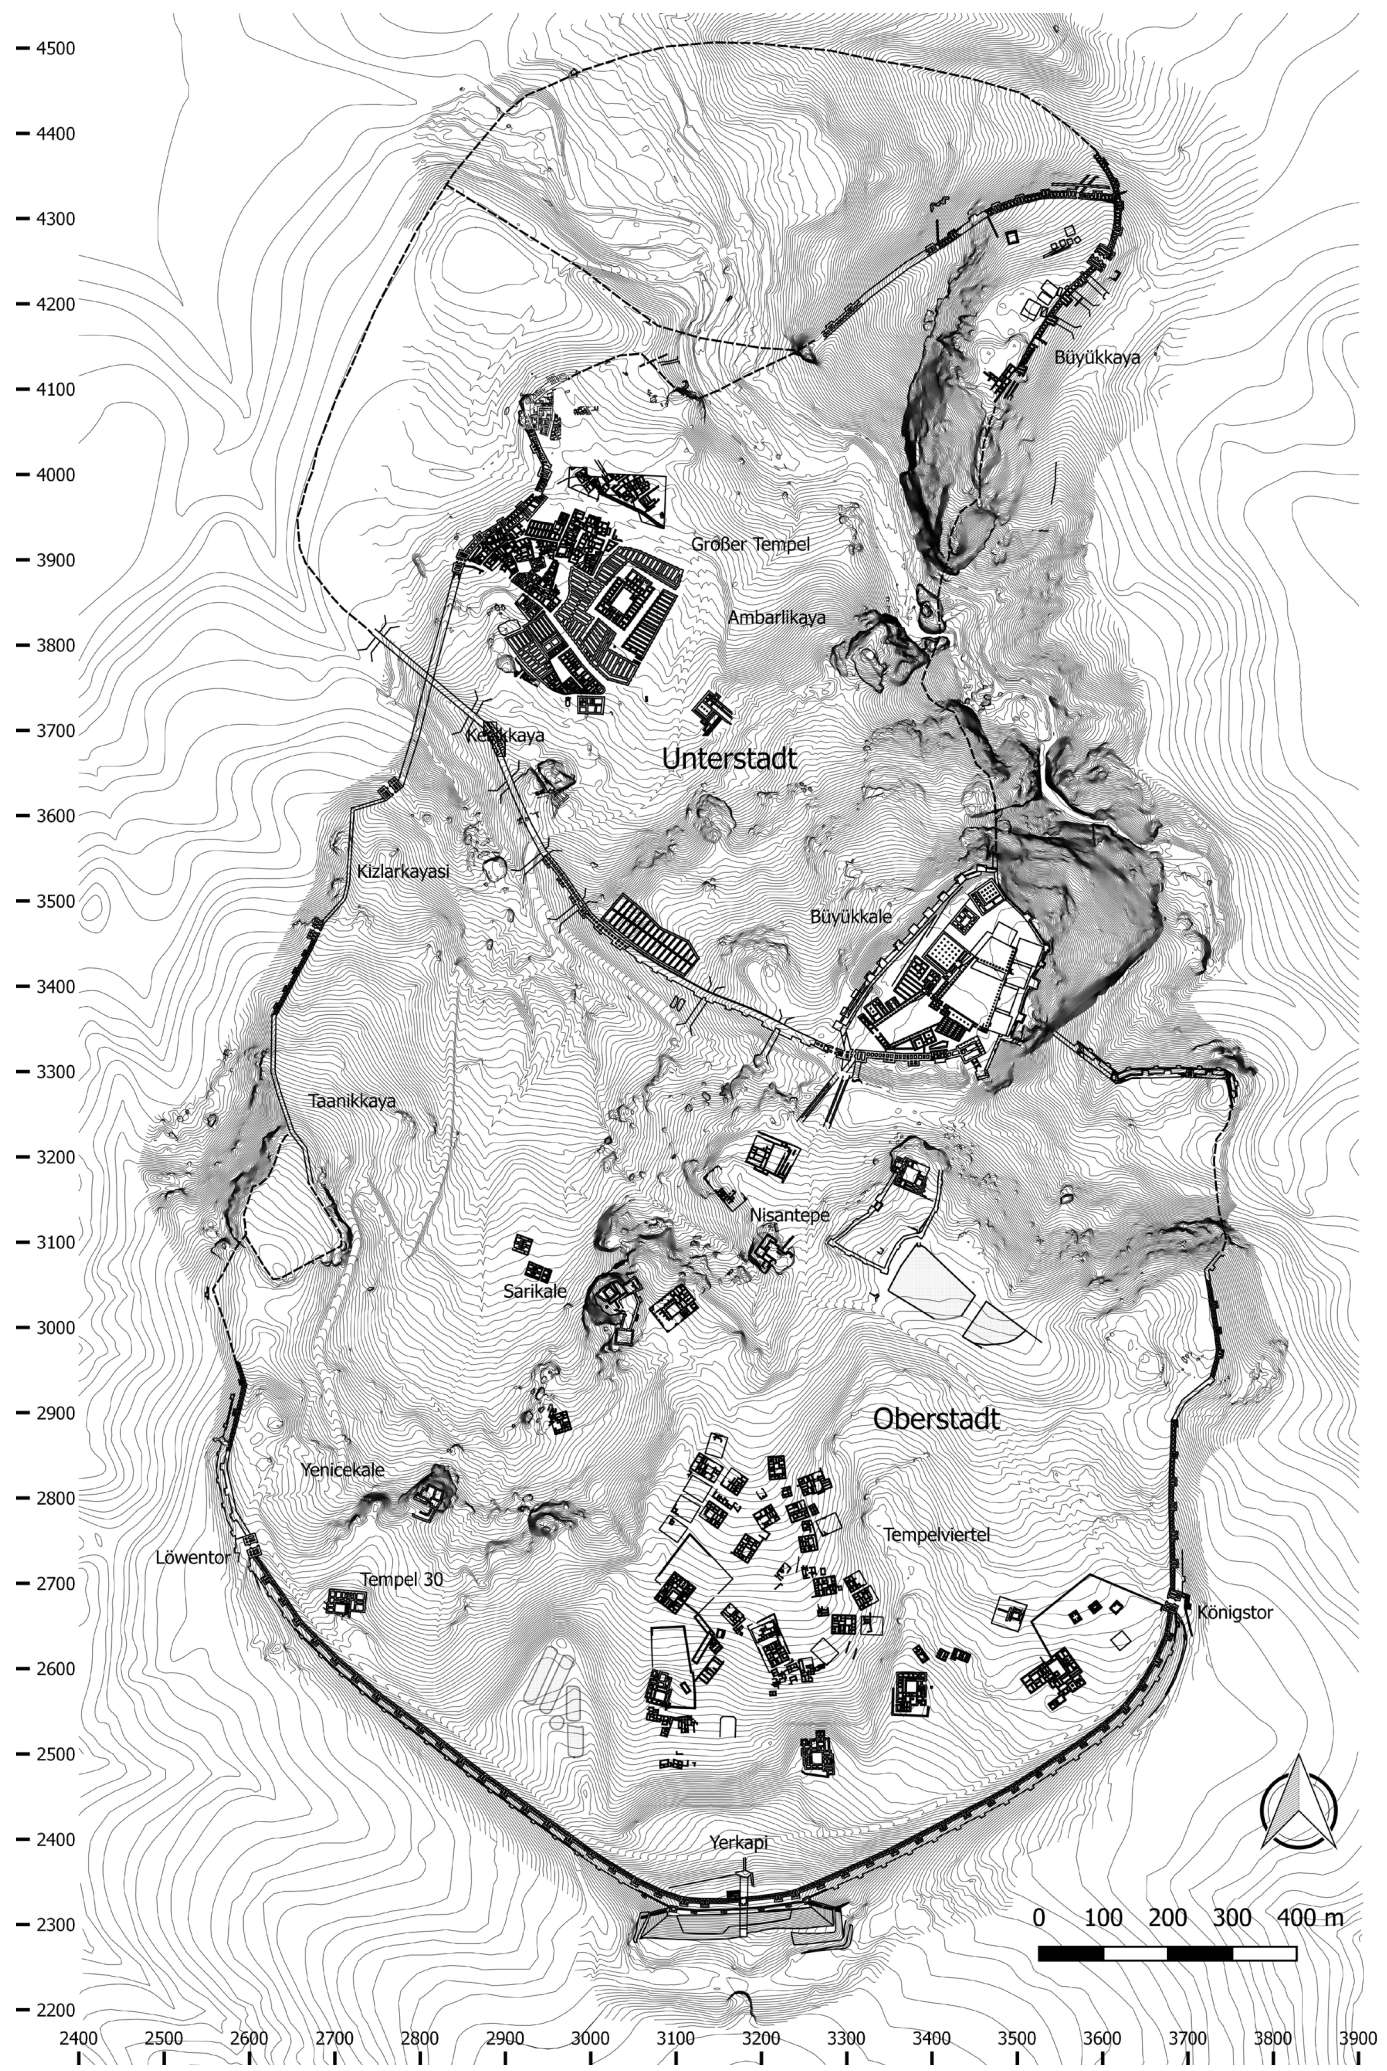 4500
4400
4300
4200
Büyükkaya
4100
4000
Großer Tempel
3900
Ambarlikaya
3800
3700
Kesikkaya
Unterstadt
3600
Kizlarkayasi
3500
Büyükkale
3400
3300
Taanikkaya
3200
Nisantepe
3100
Sarikale
3000
2900
Oberstadt
Yenicekale
2800
Tempelviertel
Löwentor
2700
Tempel 30
Königstor
2600
2500
2400
Yerkapi
2300
0 100 200 300 400 m
2200
2400 2500 2600 2700 2800 2900 3000 3100 3200 3300 3400 3500 3600 3700 3800 3900